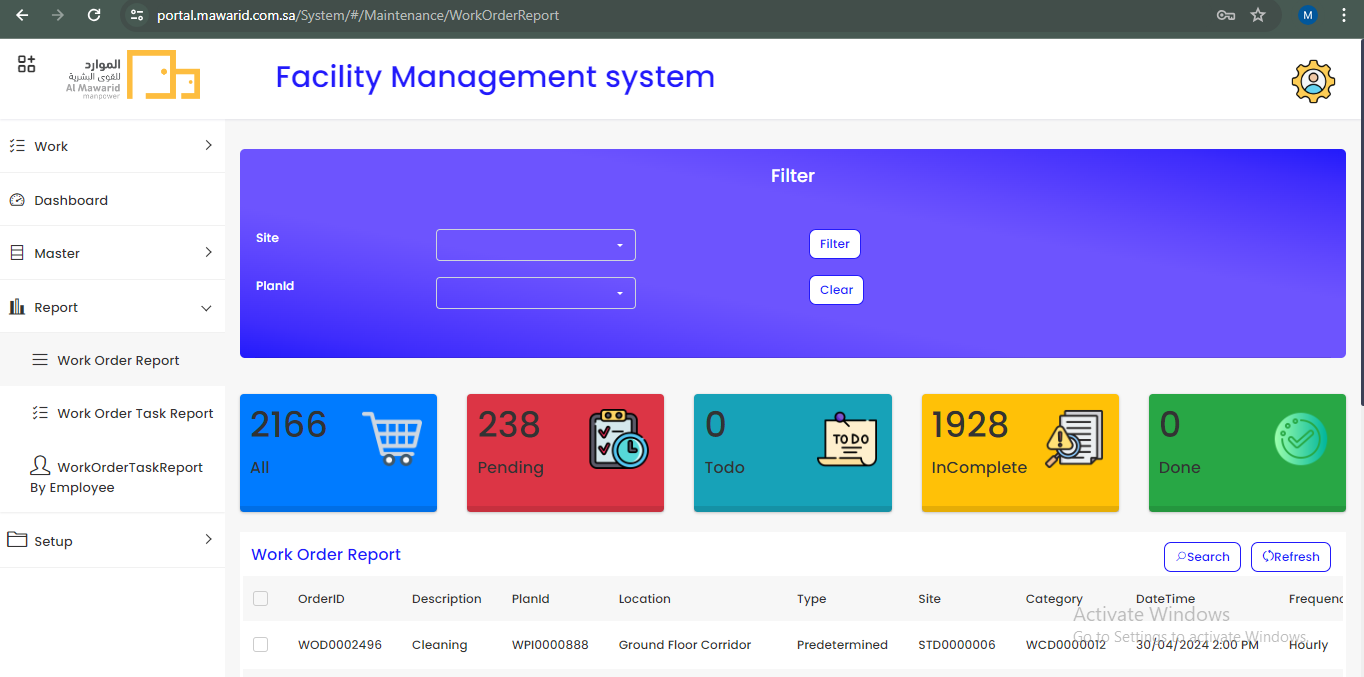 portal.mawarid.com.sa/System/#/Maintenance/WorkOrderReport
M
الموارد
للقوى البشرية
Al Mawarid
manpower
Facility Management system
Work
Dashboard
Master
Report
Work Order Report
Work Order Task Report
WorkOrderTaskReport
By Employee
Setup
Filter
Site
Filter
PlanId
Clear
2166
All
238
Pending
0
Todo
TO DO
1928
InComplete
0
Done
Work Order Report
Search
Refresh
OrderID Description PlanId Location Type Site Category DateTime Frequenc
WOD0002496 Cleaning WPI0000888 Ground Floor Corridor Predetermined STD0000006 WCD0000012 30/04/2024 2:00 PM Hourly
Activate Windows
Go to Settings to activate Windows.